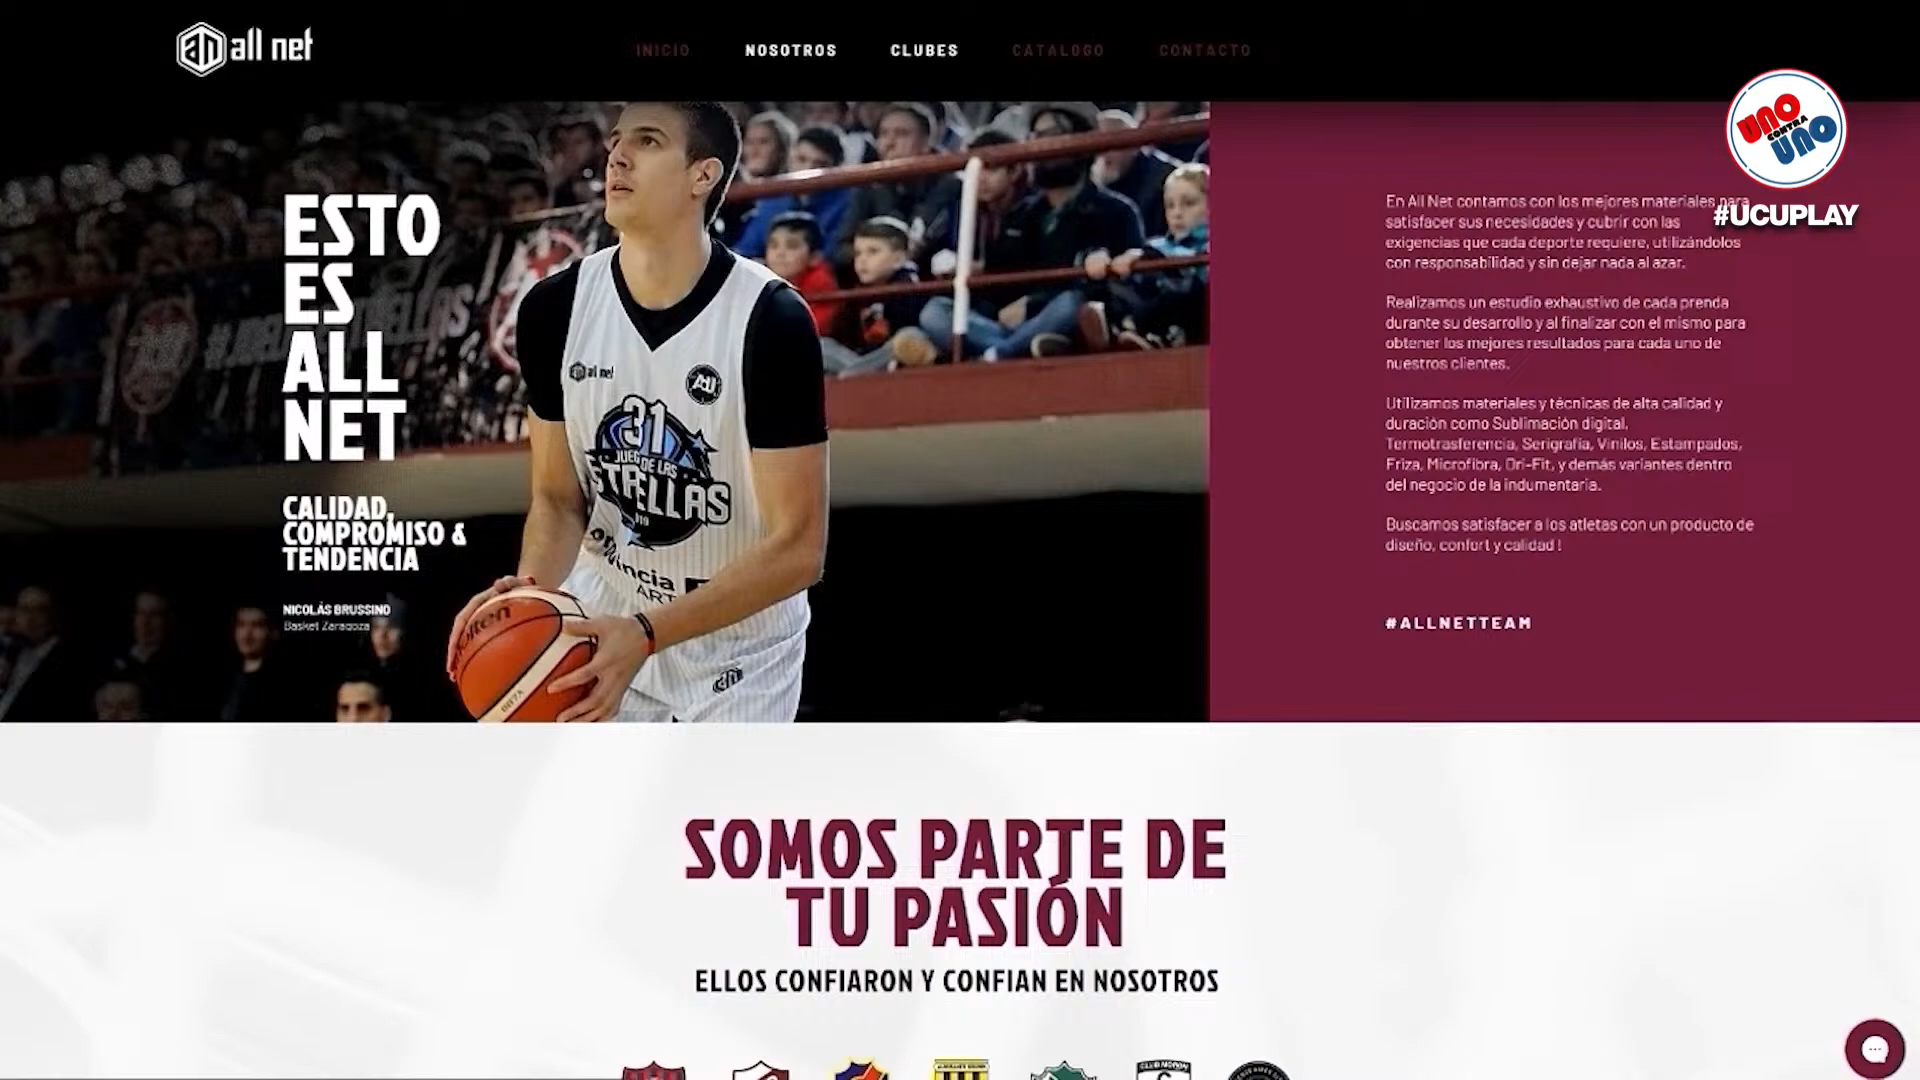 all net
INICIO
NOSOTROS
CLUBES
CATALOGO
CONTACTO
UNO
CONTRA
UNO
#UCUPLAY
ESTO
ES
ALL
NET
CALIDAD,
COMPROMISO &
TENDENCIA
NICOLÁS BRUSSINO
Basket Zaragoza
all net
31
JUEGO DE LAS
ESTRELLAS
ART
molten
En All Net contamos con los mejores materiales para
satisfacer sus necesidades y cubrir con las
exigencias que cada deporte requiere, utilizándolos
con responsabilidad y sin dejar nada al azar.
Realizamos un estudio exhaustivo de cada prenda
durante su desarrollo y al finalizar con el mismo para
obtener los mejores resultados para cada uno de
nuestros clientes.
Utilizamos materiales y técnicas de alta calidad y
duración como Sublimación digital,
Termotrasferencia, Serigrafía, Vinilos, Estampados,
Friza, Microfibra, Dri-Fit, y demás variantes dentro
del negocio de la indumentaria.
Buscamos satisfacer a los atletas con un producto de
diseño, confort y calidad !
#ALLNETTEAM
SOMOS PARTE DE
TU PASIÓN
ELLOS CONFIARON Y CONFIAN EN NOSOTROS
CLUB MORON